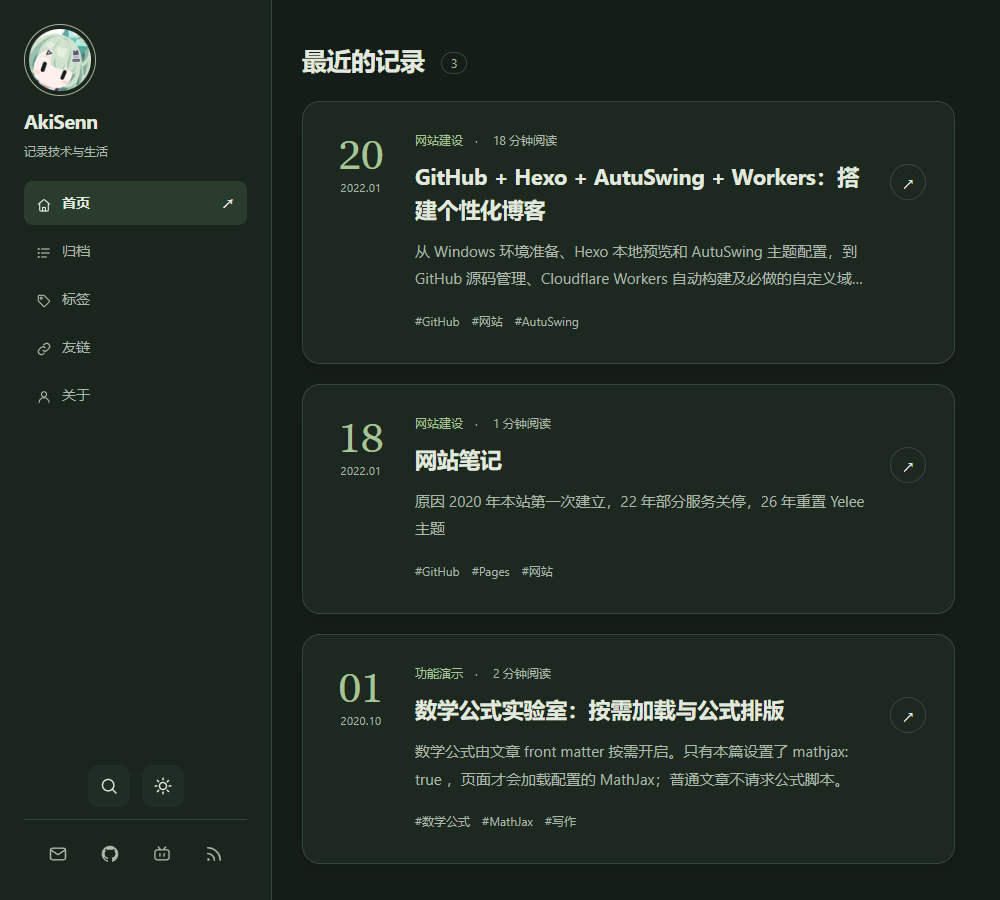 AkiSenn
记录技术与生活
首页
归档
标签
友链
关于
最近的记录 3
20
2022.01
网站建设 · 18 分钟阅读
GitHub + Hexo + AutuSwing + Workers：搭
建个性化博客
从 Windows 环境准备、Hexo 本地预览和 AutuSwing 主题配置，到
GitHub 源码管理、Cloudflare Workers 自动构建及必做的自定义域...
#GitHub #网站 #AutuSwing
18
2022.01
网站建设 · 1 分钟阅读
网站笔记
原因 2020 年本站第一次建立，22 年部分服务关停，26 年重置 Yelee
主题
#GitHub #Pages #网站
01
2020.10
功能演示 · 2 分钟阅读
数学公式实验室：按需加载与公式排版
数学公式由文章 front matter 按需开启。只有本篇设置了 mathjax:
true ，页面才会加载配置的 MathJax；普通文章不请求公式脚本。
#数学公式 #MathJax #写作